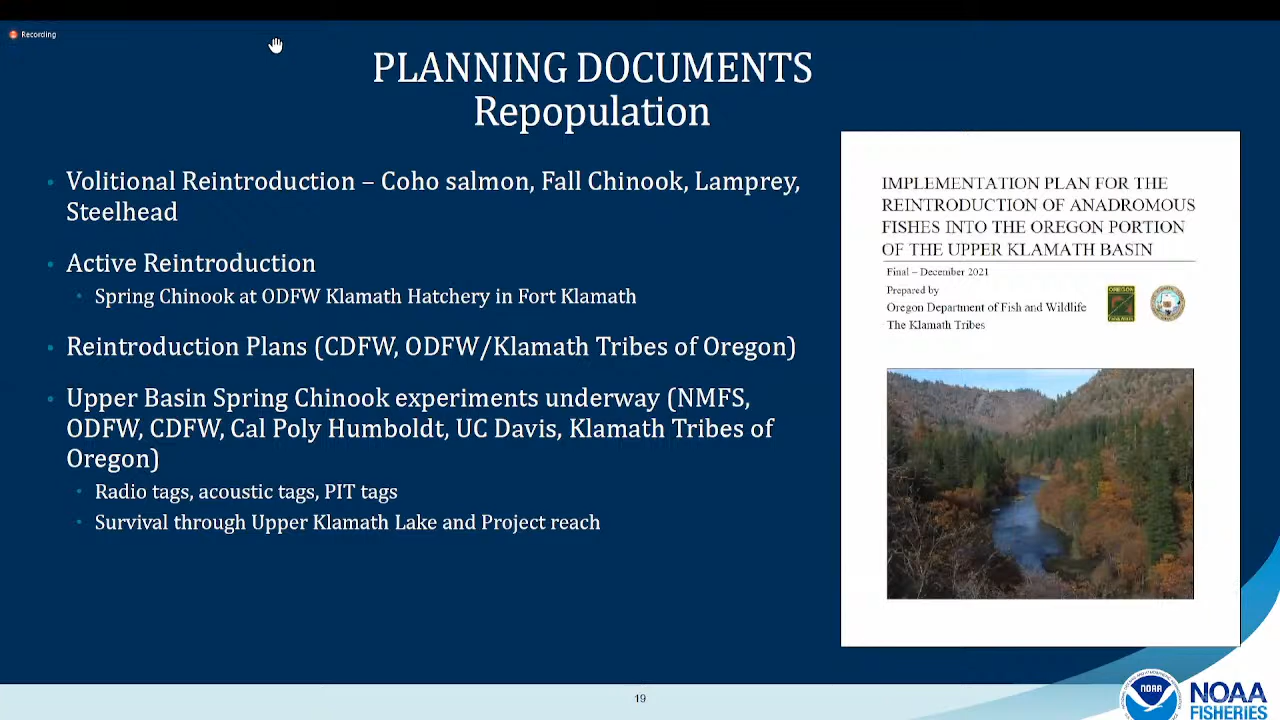 Recording
PLANNING DOCUMENTS
Repopulation
Volitional Reintroduction – Coho salmon, Fall Chinook, Lamprey,
Steelhead
Active Reintroduction
Spring Chinook at ODFW Klamath Hatchery in Fort Klamath
Reintroduction Plans (CDFW, ODFW/Klamath Tribes of Oregon)
Upper Basin Spring Chinook experiments underway (NMFS,
ODFW, CDFW, Cal Poly Humboldt, UC Davis, Klamath Tribes of
Oregon)
Radio tags, acoustic tags, PIT tags
Survival through Upper Klamath Lake and Project reach
IMPLEMENTATION PLAN FOR THE
REINTRODUCTION OF ANADROMOUS
FISHES INTO THE OREGON PORTION
OF THE UPPER KLAMATH BASIN
Final – December 2021
Prepared by
Oregon Department of Fish and Wildlife
The Klamath Tribes
OREGON
19
NOAA
NOAA
FISHERIES